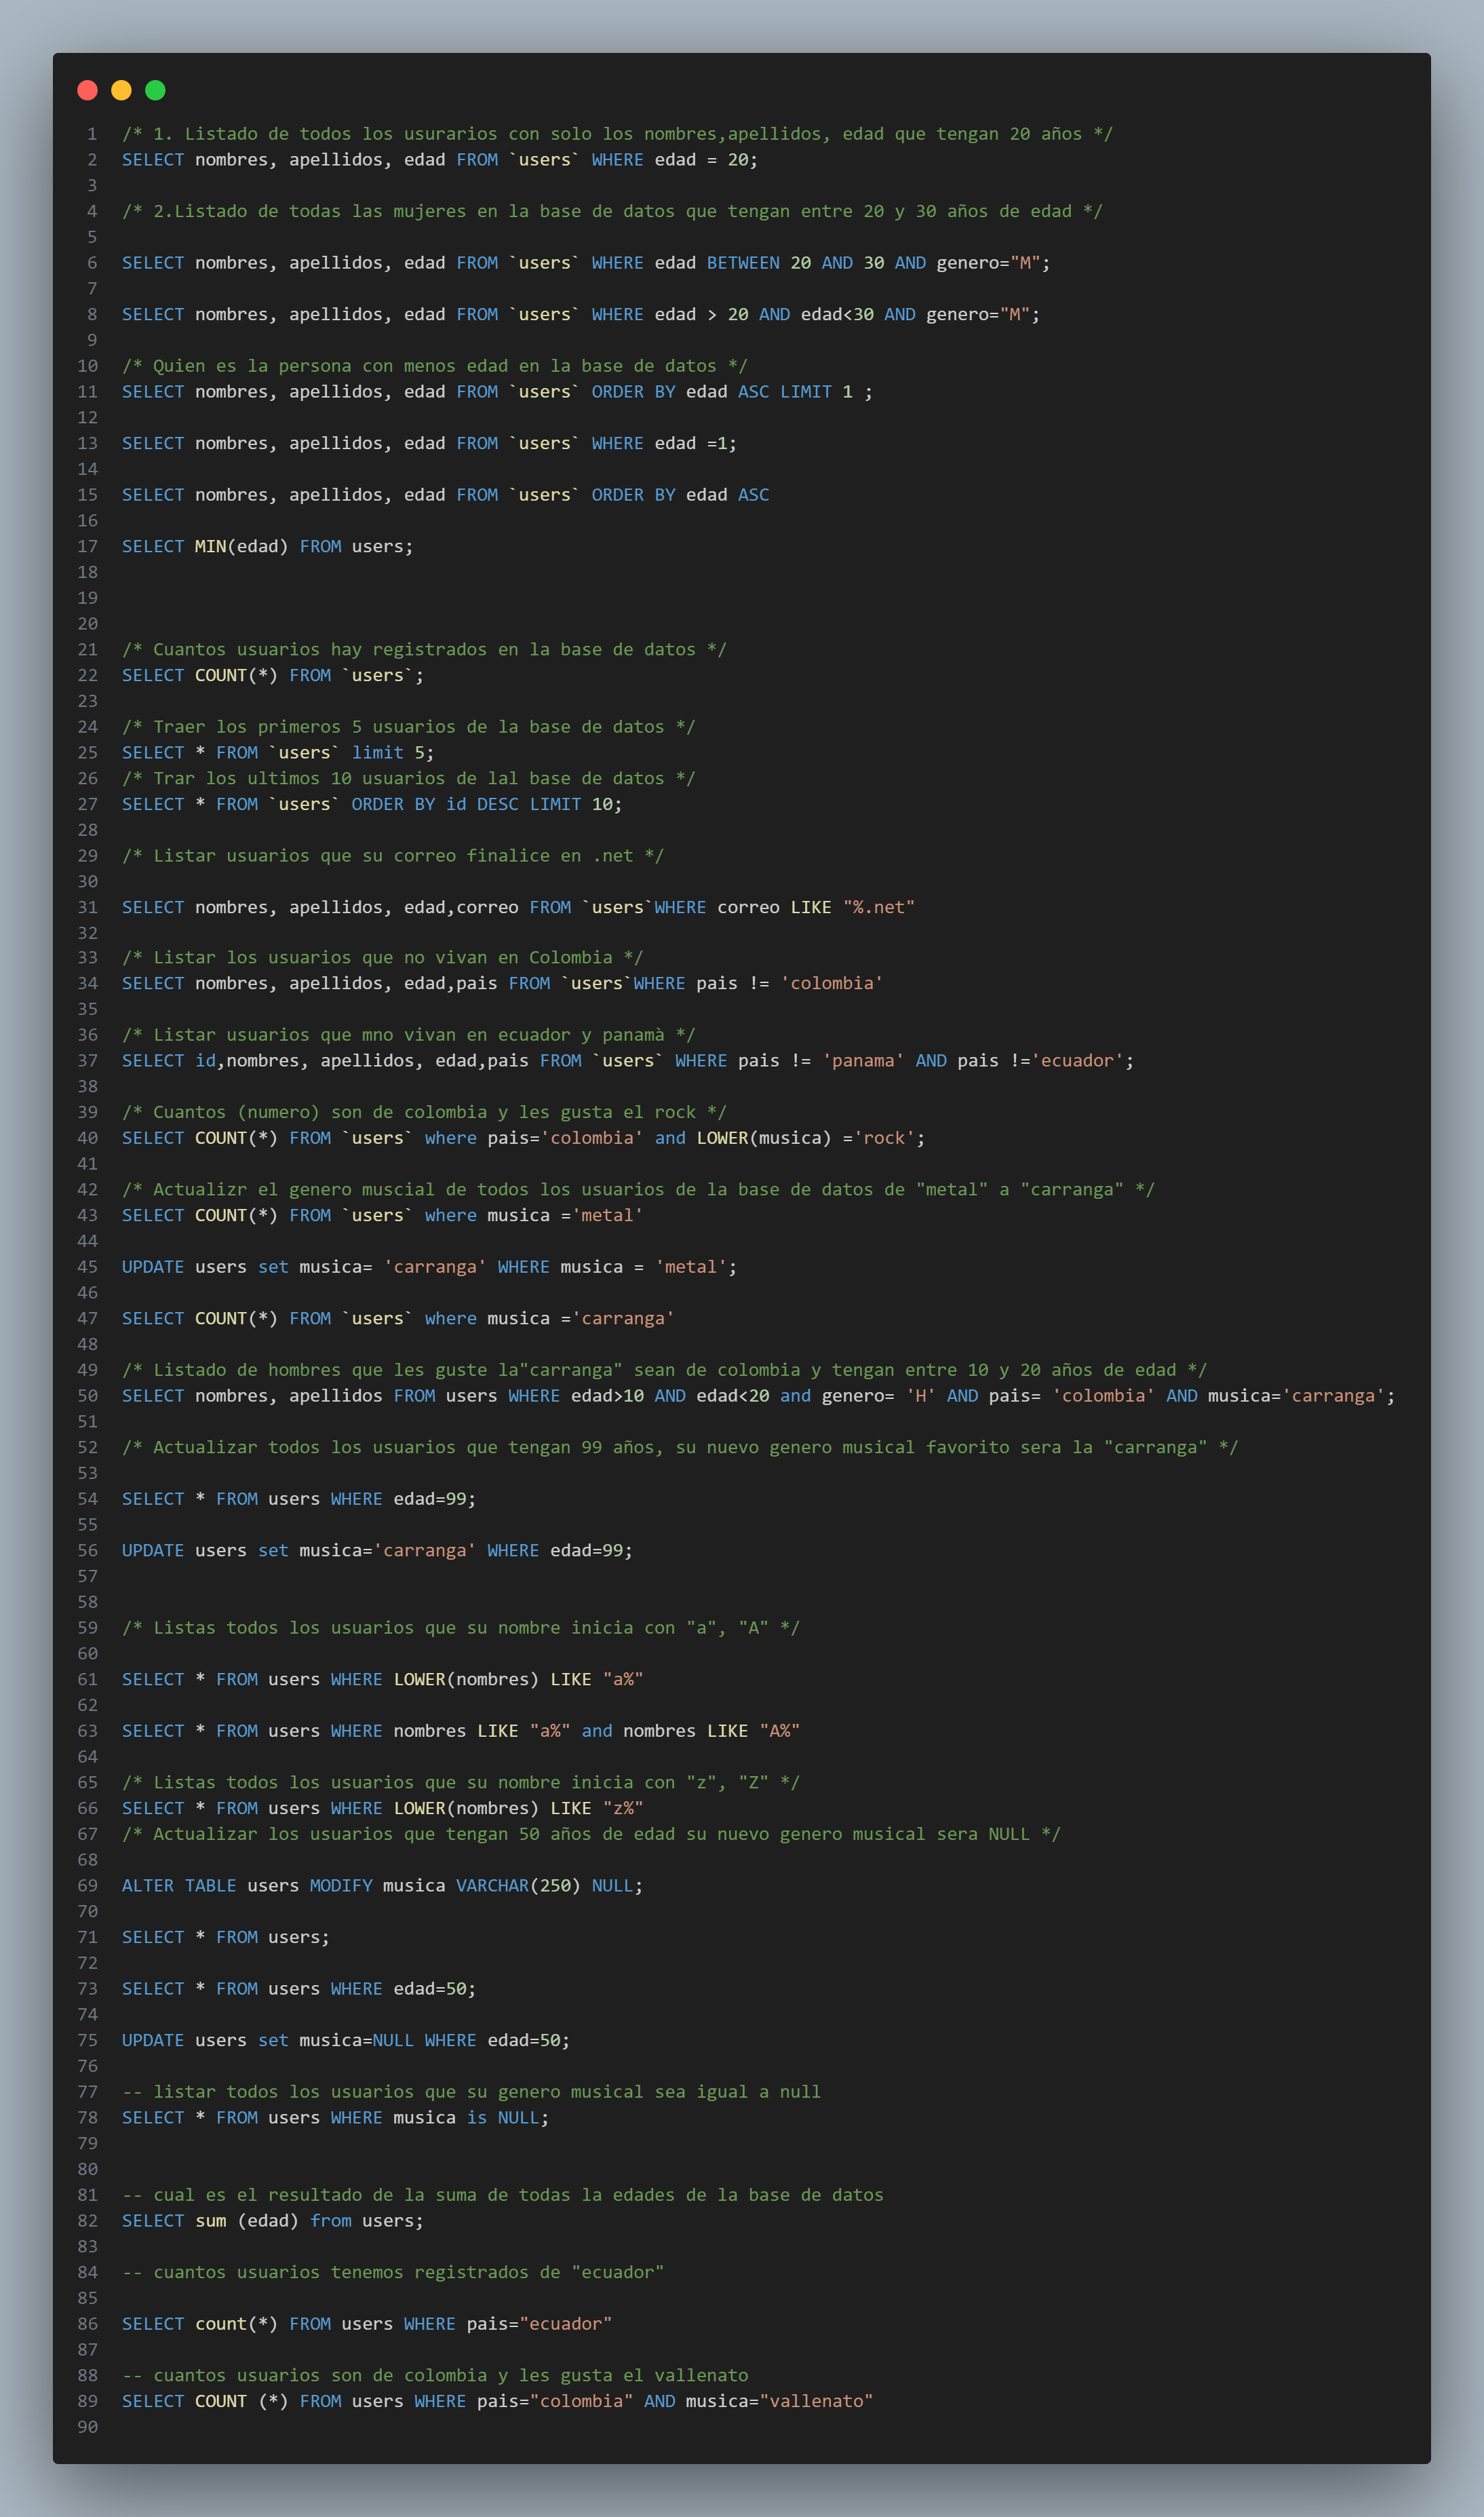 1 /* 1. Listado de todos los usurarios con solo los nombres,apellidos, edad que tengan 20 años */
2 SELECT nombres, apellidos, edad FROM `users` WHERE edad = 20;
3
4 /* 2.Listado de todas las mujeres en la base de datos que tengan entre 20 y 30 años de edad */
5
6 SELECT nombres, apellidos, edad FROM `users` WHERE edad BETWEEN 20 AND 30 AND genero="M";
7
8 SELECT nombres, apellidos, edad FROM `users` WHERE edad > 20 AND edad<30 AND genero="M";
9
10 /* Quien es la persona con menos edad en la base de datos */
11 SELECT nombres, apellidos, edad FROM `users` ORDER BY edad ASC LIMIT 1 ;
12
13 SELECT nombres, apellidos, edad FROM `users` WHERE edad =1;
14
15 SELECT nombres, apellidos, edad FROM `users` ORDER BY edad ASC
16
17 SELECT MIN(edad) FROM users;
18
19
20
21 /* Cuantos usuarios hay registrados en la base de datos */
22 SELECT COUNT(*) FROM `users`;
23
24 /* Traer los primeros 5 usuarios de la base de datos */
25 SELECT * FROM `users` limit 5;
26 /* Trar los ultimos 10 usuarios de lal base de datos */
27 SELECT * FROM `users` ORDER BY id DESC LIMIT 10;
28
29 /* Listar usuarios que su correo finalice en .net */
30
31 SELECT nombres, apellidos, edad,correo FROM `users`WHERE correo LIKE "%.net"
32
33 /* Listar los usuarios que no vivan en Colombia */
34 SELECT nombres, apellidos, edad,pais FROM `users`WHERE pais != 'colombia'
35
36 /* Listar usuarios que mno vivan en ecuador y panamà */
37 SELECT id,nombres, apellidos, edad,pais FROM `users` WHERE pais != 'panama' AND pais !='ecuador';
38
39 /* Cuantos (numero) son de colombia y les gusta el rock */
40 SELECT COUNT(*) FROM `users` where pais='colombia' and LOWER(musica) ='rock';
41
42 /* Actualizr el genero muscial de todos los usuarios de la base de datos de "metal" a "carranga" */
43 SELECT COUNT(*) FROM `users` where musica ='metal'
44
45 UPDATE users set musica= 'carranga' WHERE musica = 'metal';
46
47 SELECT COUNT(*) FROM `users` where musica ='carranga'
48
49 /* Listado de hombres que les guste la"carranga" sean de colombia y tengan entre 10 y 20 años de edad */
50 SELECT nombres, apellidos FROM users WHERE edad>10 AND edad<20 and genero= 'H' AND pais= 'colombia' AND musica='carranga';
51
52 /* Actualizar todos los usuarios que tengan 99 años, su nuevo genero musical favorito sera la "carranga" */
53
54 SELECT * FROM users WHERE edad=99;
55
56 UPDATE users set musica='carranga' WHERE edad=99;
57
58
59 /* Listas todos los usuarios que su nombre inicia con "a", "A" */
60
61 SELECT * FROM users WHERE LOWER(nombres) LIKE "a%"
62
63 SELECT * FROM users WHERE nombres LIKE "a%" and nombres LIKE "A%"
64
65 /* Listas todos los usuarios que su nombre inicia con "z", "Z" */
66 SELECT * FROM users WHERE LOWER(nombres) LIKE "z%"
67 /* Actualizar los usuarios que tengan 50 años de edad su nuevo genero musical sera NULL */
68
69 ALTER TABLE users MODIFY musica VARCHAR(250) NULL;
70
71 SELECT * FROM users;
72
73 SELECT * FROM users WHERE edad=50;
74
75 UPDATE users set musica=NULL WHERE edad=50;
76
77 -- listar todos los usuarios que su genero musical sea igual a null
78 SELECT * FROM users WHERE musica is NULL;
79
80
81 -- cual es el resultado de la suma de todas la edades de la base de datos
82 SELECT sum (edad) from users;
83
84 -- cuantos usuarios tenemos registrados de "ecuador"
85
86 SELECT count(*) FROM users WHERE pais="ecuador"
87
88 -- cuantos usuarios son de colombia y les gusta el vallenato
89 SELECT COUNT (*) FROM users WHERE pais="colombia" AND musica="vallenato"
90